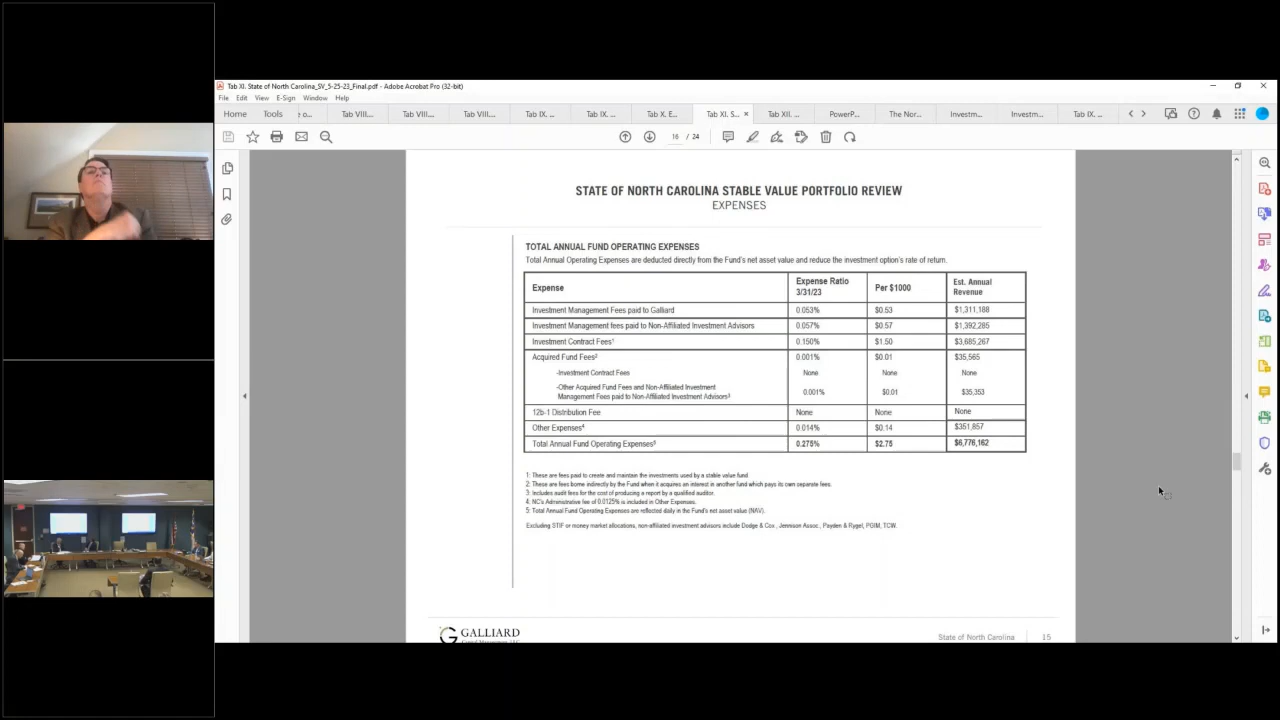 Tab XI. State of North Carolina_SV_5-25-23_Final.pdf - Adobe Acrobat Pro (32-bit)
File Edit View E-Sign Window Help
Home Tools o... Tab VIII.... Tab VIII.... Tab VIII.... Tab IX. ... Tab IX. ... Tab X. E... Tab XI. S... × Tab XII. ... PowerP... The Nor... Investm... Investm... Tab IX. ...
16 / 24
STATE OF NORTH CAROLINA STABLE VALUE PORTFOLIO REVIEW
EXPENSES
TOTAL ANNUAL FUND OPERATING EXPENSES
Total Annual Operating Expenses are deducted directly from the Fund's net asset value and reduce the investment option's rate of return.
Expense Expense Ratio 3/31/23 Per $1000 Est. Annual Revenue
Investment Management Fees paid to Galliard 0.053% $0.53 $1,311,188
Investment Management fees paid to Non-Affiliated Investment Advisors 0.057% $0.57 $1,392,285
Investment Contract Fees¹ 0.150% $1.50 $3,685,267
Acquired Fund Fees² 0.001% $0.01 $35,565
-Investment Contract Fees None None None
-Other Acquired Fund Fees and Non-Affiliated Investment
Management Fees paid to Non-Affiliated Investment Advisors³ 0.001% $0.01 $35,353
12b-1 Distribution Fee None None None
Other Expenses⁴ 0.014% $0.14 $351,857
Total Annual Fund Operating Expenses⁵ 0.275% $2.75 $6,776,162
1: These are fees paid to create and maintain the investments used by a stable value fund
2: These are fees borne indirectly by the Fund when it acquires an interest in another fund which pays its own separate fees.
3: Includes audit fees for the cost of producing a report by a qualified auditor.
4: NC's Administrative fee of 0.0125% is included in Other Expenses.
5: Total Annual Fund Operating Expenses are reflected daily in the Fund's net asset value (NAV).
Excluding STIF or money market allocations, non-affiliated investment advisors include Dodge & Cox, Jennison Assoc., Payden & Rygel, PGIM, TCW.
GALLIARD
State of North Carolina 15